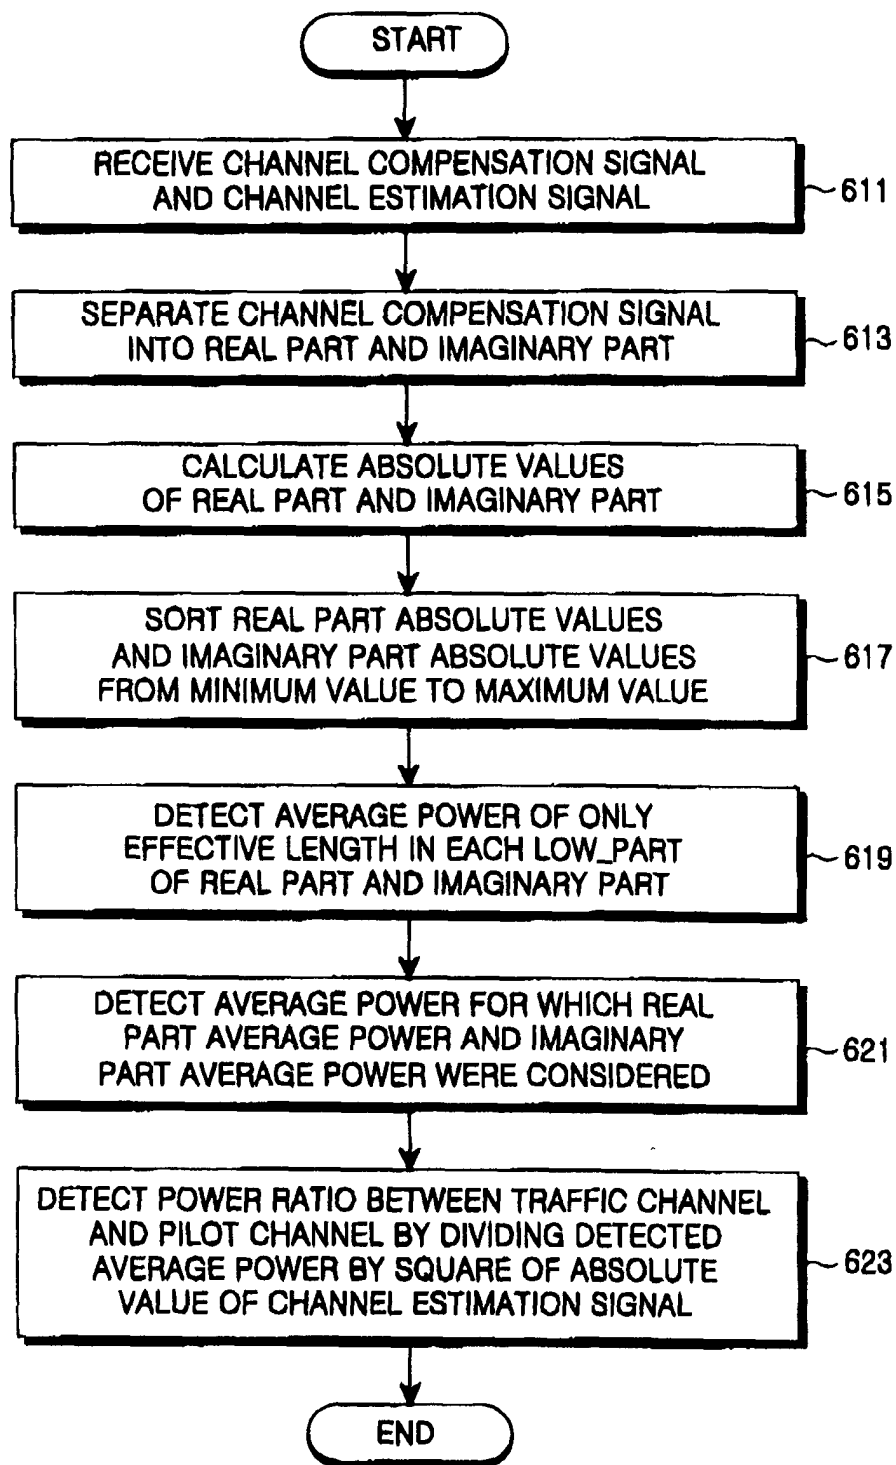 START
RECEIVE CHANNEL COMPENSATION SIGNAL
AND CHANNEL ESTIMATION SIGNAL
611
SEPARATE CHANNEL COMPENSATION SIGNAL
INTO REAL PART AND IMAGINARY PART
613
CALCULATE ABSOLUTE VALUES
OF REAL PART AND IMAGINARY PART
615
SORT REAL PART ABSOLUTE VALUES
AND IMAGINARY PART ABSOLUTE VALUES
FROM MINIMUM VALUE TO MAXIMUM VALUE
617
DETECT AVERAGE POWER OF ONLY
EFFECTIVE LENGTH IN EACH LOW_PART
OF REAL PART AND IMAGINARY PART
619
DETECT AVERAGE POWER FOR WHICH REAL
PART AVERAGE POWER AND IMAGINARY
PART AVERAGE POWER WERE CONSIDERED
621
DETECT POWER RATIO BETWEEN TRAFFIC CHANNEL
AND PILOT CHANNEL BY DIVIDING DETECTED
AVERAGE POWER BY SQUARE OF ABSOLUTE
VALUE OF CHANNEL ESTIMATION SIGNAL
623
END